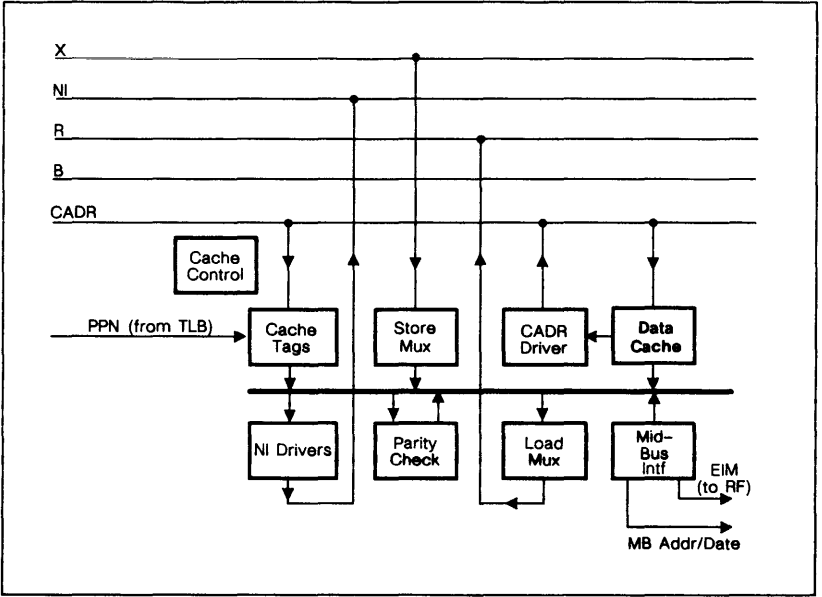 X
NI
R
B
CADR
Cache
Control
PPN (from TLB)
Cache
Tags
Store
Mux
CADR
Driver
Data
Cache
NI Drivers
Parity
Check
Load
Mux
Mid-
Bus
Intf
EIM
(to RF)
MB Addr/Date